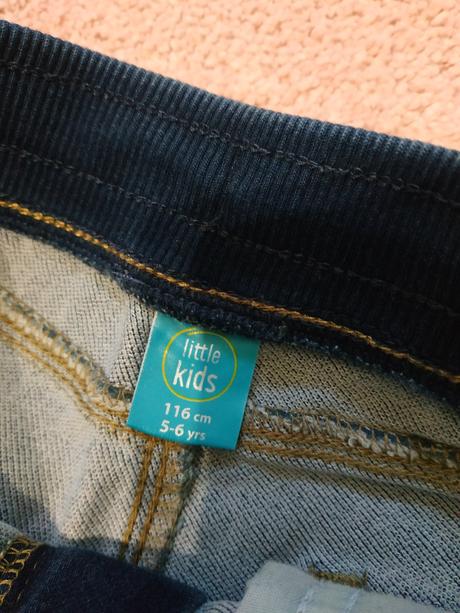 little
kids
116 cm
5-6 yrs